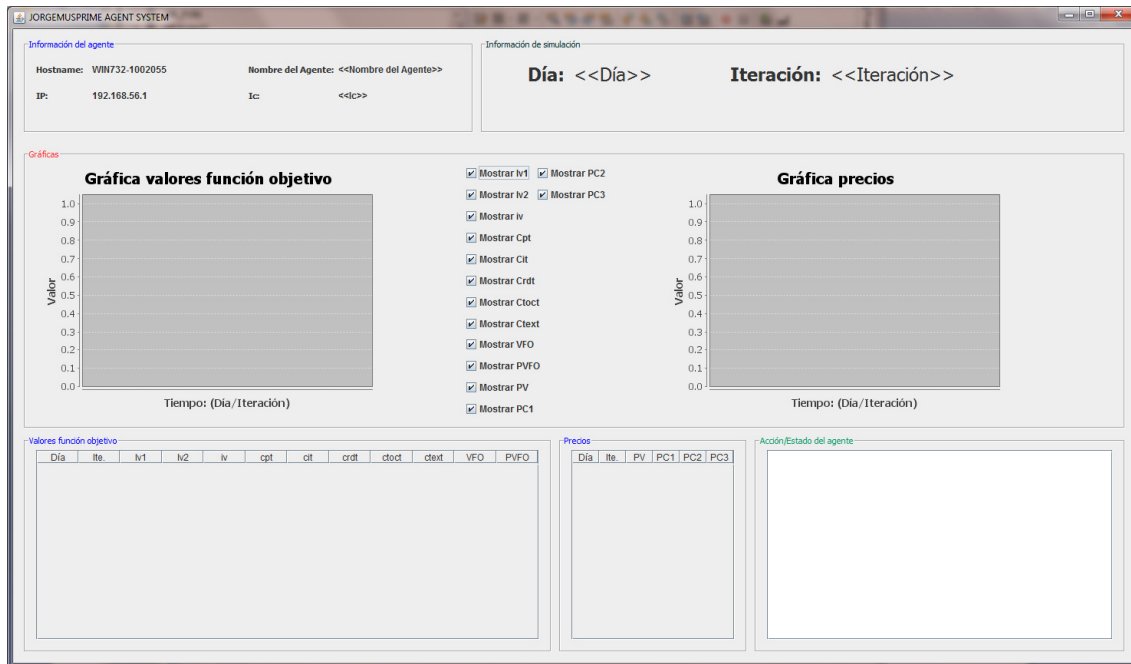 JORGEMUSPRIME AGENT SYSTEM
Información del agente
Hostname: WIN732-1002055 Nombre del Agente: <<Nombre del Agente>>
IP: 192.168.56.1 Ic: <<Ic>>
Información de simulación
Día: <<Día>> Iteración: <<Iteración>>
Gráficas
Gráfica valores función objetivo
1.0
0.9
0.8
0.7
0.6
0.5
0.4
0.3
0.2
0.1
0.0
Valor
Tiempo: (Día/Iteración)
Mostrar Iv1 Mostrar PC2
Mostrar Iv2 Mostrar PC3
Mostrar iv
Mostrar Cpt
Mostrar Cit
Mostrar Crdt
Mostrar Ctoct
Mostrar Ctext
Mostrar VFO
Mostrar PVFO
Mostrar PV
Mostrar PC1
Gráfica precios
1.0
0.9
0.8
0.7
0.6
0.5
0.4
0.3
0.2
0.1
0.0
Valor
Tiempo: (Día/Iteración)
Valores función objetivo
Día Ite. Iv1 Iv2 iv cpt cit crdt ctoct ctext VFO PVFO
Precios
Día Ite. PV PC1 PC2 PC3
Acción/Estado del agente